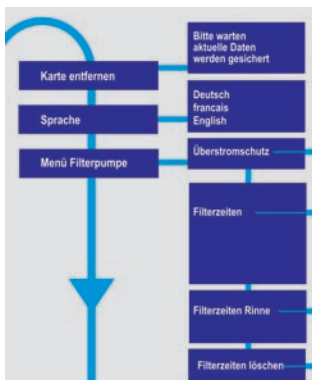 Bitte warten
aktuelle Daten
werden gesichert
Karte entfernen
Deutsch
francais
English
Sprache
Überstromschutz
Menü Filterpumpe
Filterzeiten
Filterzeiten Rinne
Filterzeiten löschen